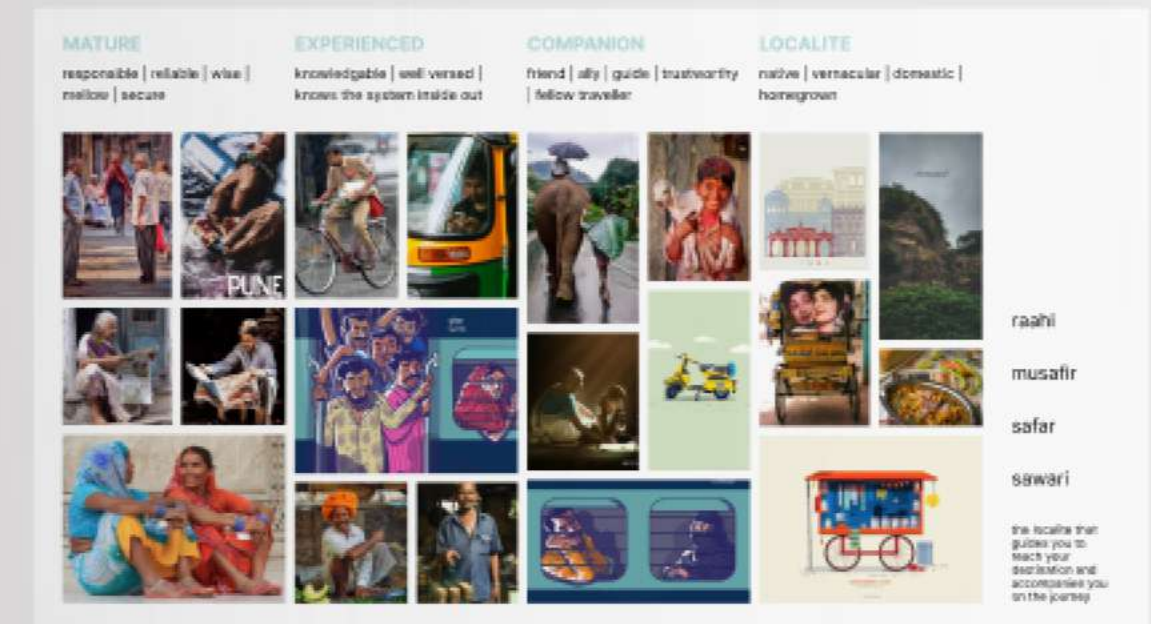 MATURE
responsible | reliable | wise |
mellow | secure
EXPERIENCED
knowledgable | well versed |
knows the system inside out
COMPANION
friend | ally | guide | trustworthy
| fellow traveller
LOCALITE
native | vernacular | domestic |
homegrown
PUNE
raahi
musafir
safar
sawari
the localite that
guides you to
reach your
destination and
accompanies you
on the journey